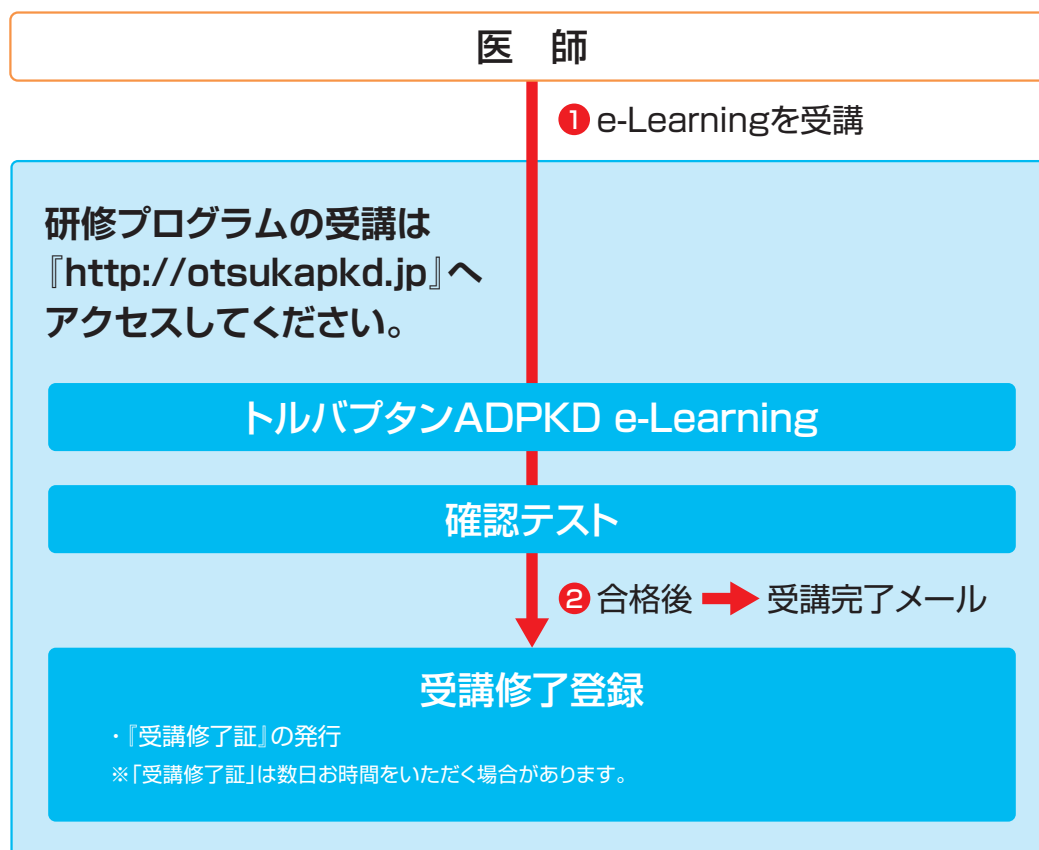 医 師
❶ e-Learningを受講
研修プログラムの受講は
『http://otsukapkd.jp』へ
アクセスしてください。
トルバプタンADPKD e-Learning
確認テスト
❷ 合格後 ➡ 受講完了メール
受講修了登録
・『受講修了証』の発行
※「受講修了証」は数日お時間をいただく場合があります。